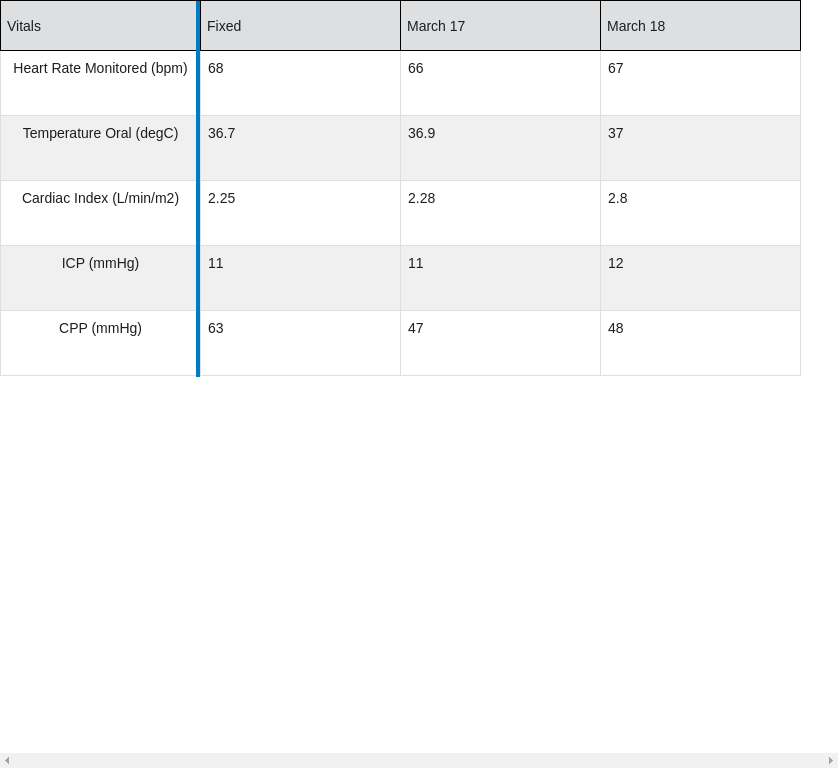 Vitals Fixed March 17 March 18
Heart Rate Monitored (bpm) 68 66 67
Temperature Oral (degC) 36.7 36.9 37
Cardiac Index (L/min/m2) 2.25 2.28 2.8
ICP (mmHg) 11 11 12
CPP (mmHg) 63 47 48